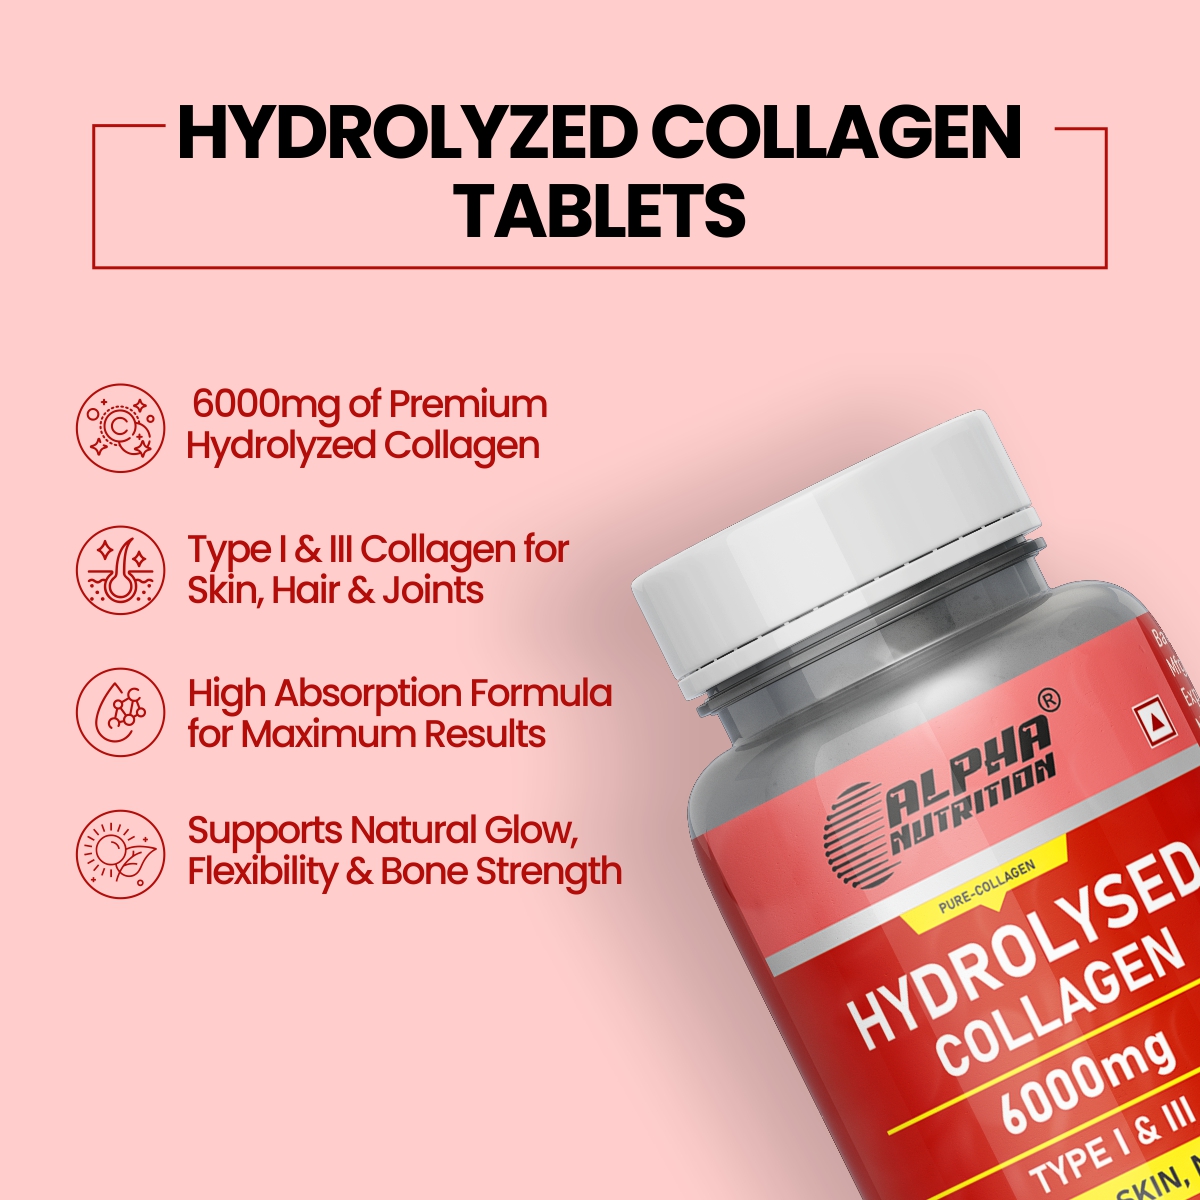 HYDROLYZED COLLAGEN
TABLETS
6000mg of Premium
Hydrolyzed Collagen
Type I & III Collagen for
Skin, Hair & Joints
High Absorption Formula
for Maximum Results
Supports Natural Glow,
Flexibility & Bone Strength
ALPHA®
NUTRITION
PURE-COLLAGEN
HYDROLYSED
COLLAGEN
6000mg
TYPE I & III
SKIN,